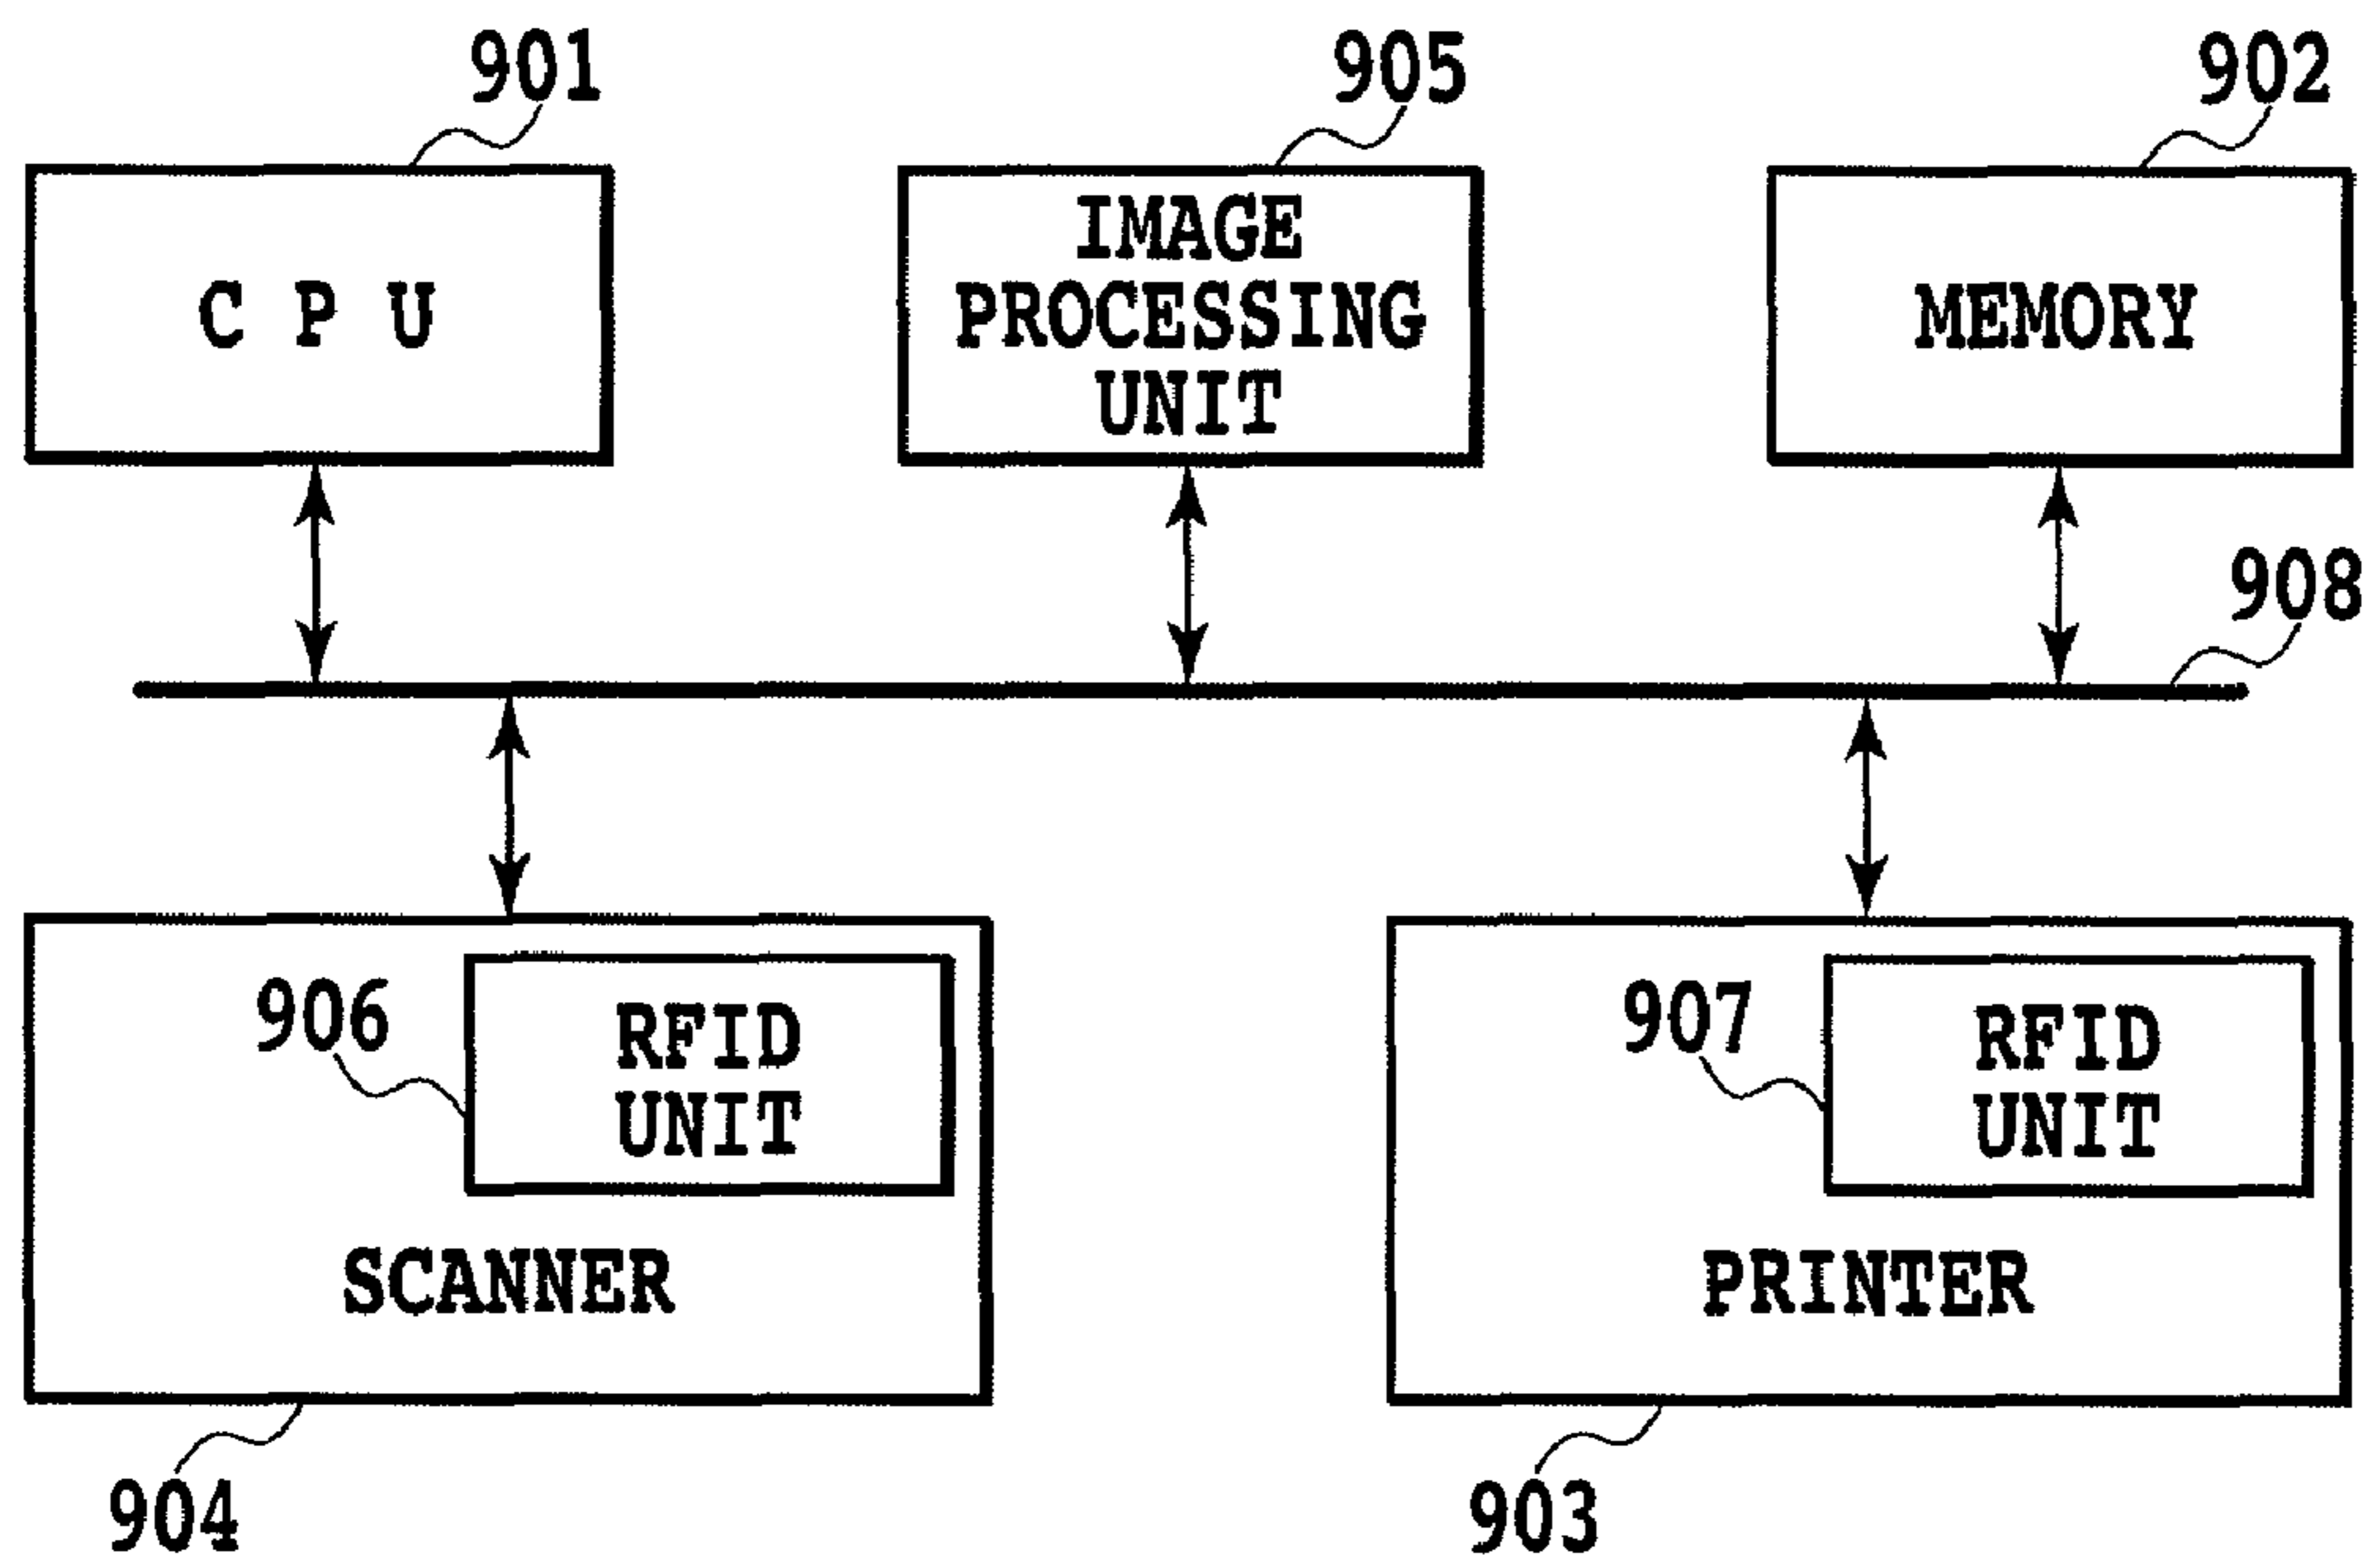 901
905
902
C P U
IMAGE
PROCESSING
UNIT
MEMORY
908
906
RFID
UNIT
SCANNER
907
RFID
UNIT
PRINTER
904
903